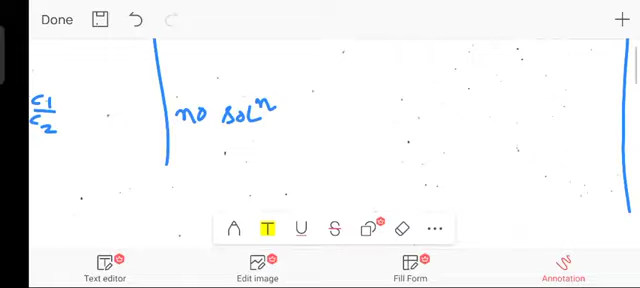 Done
c1
c2
no solⁿ
T U S
Text editor
Edit image
Fill Form
Annotation